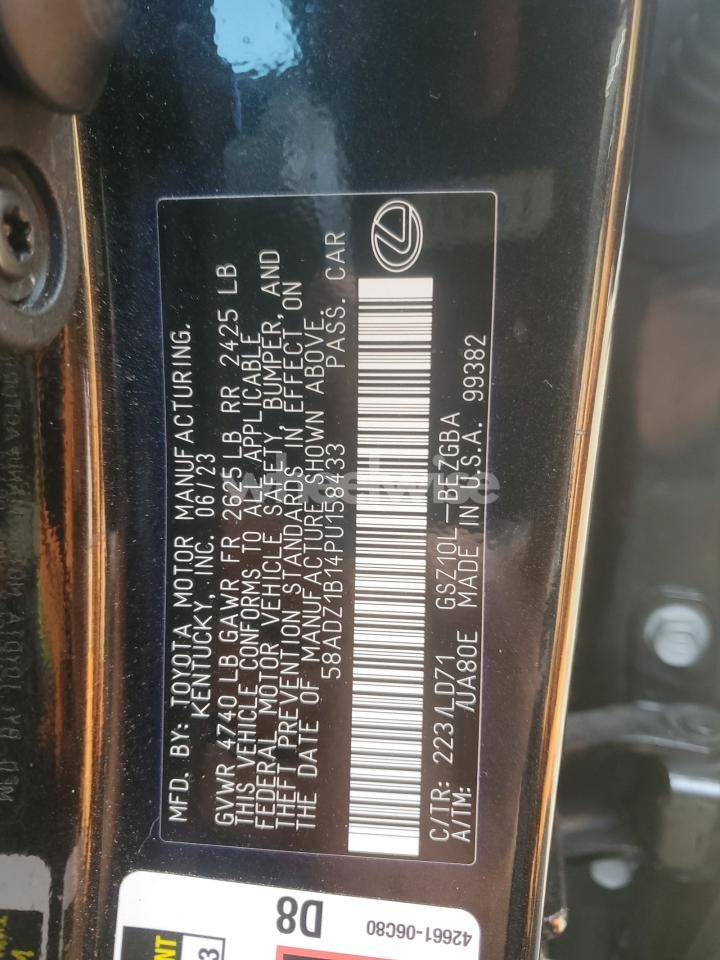 MFD. BY: TOYOTA MOTOR MANUFACTURING.
KENTUCKY, INC. 06/23
GVWR 4740 LB GAWR FR 2625 LB RR 2425 LB
THIS VEHICLE CONFORMS TO ALL APPLICABLE
FEDERAL MOTOR VEHICLE SAFETY, BUMPER, AND
THEFT PREVENTION STANDARDS IN EFFECT ON
THE DATE OF MANUFACTURE SHOWN ABOVE.
58ADZ1B14PU158433 PASS. CAR
C/TR: 223/LD71 GSZ10L-BEZGBA
A/TM: /UA80E MADE IN U.S.A. 99382
wheelwise
D8
42661-06C80